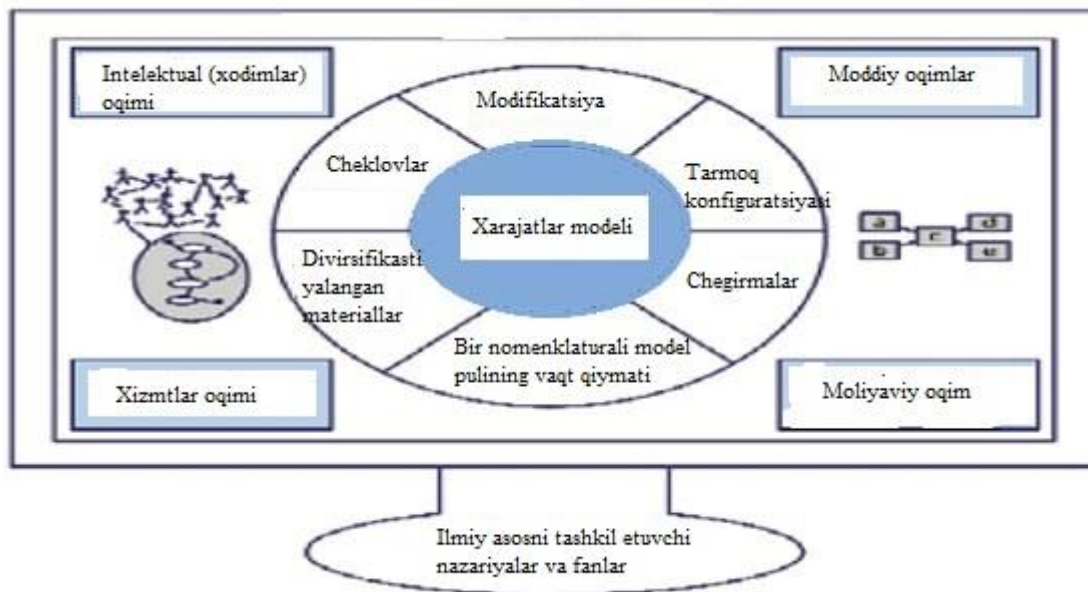 Intelektual (xodimlar)
oqimi
Moddiy oqimlar
Modifikatsiya
Cheklovlar
Tarmoq
konfiguratsiyasi
Xarajatlar modeli
a
b
c
d
e
Divirsifikasti
yalangan
materiallar
Chegirmalar
Bir nomenklaturali model
pulining vaqt qiymati
Xizmtlar oqimi
Moliyaviy oqim
Ilmiy asosni tashkil etuvchi
nazariyalar va fanlar